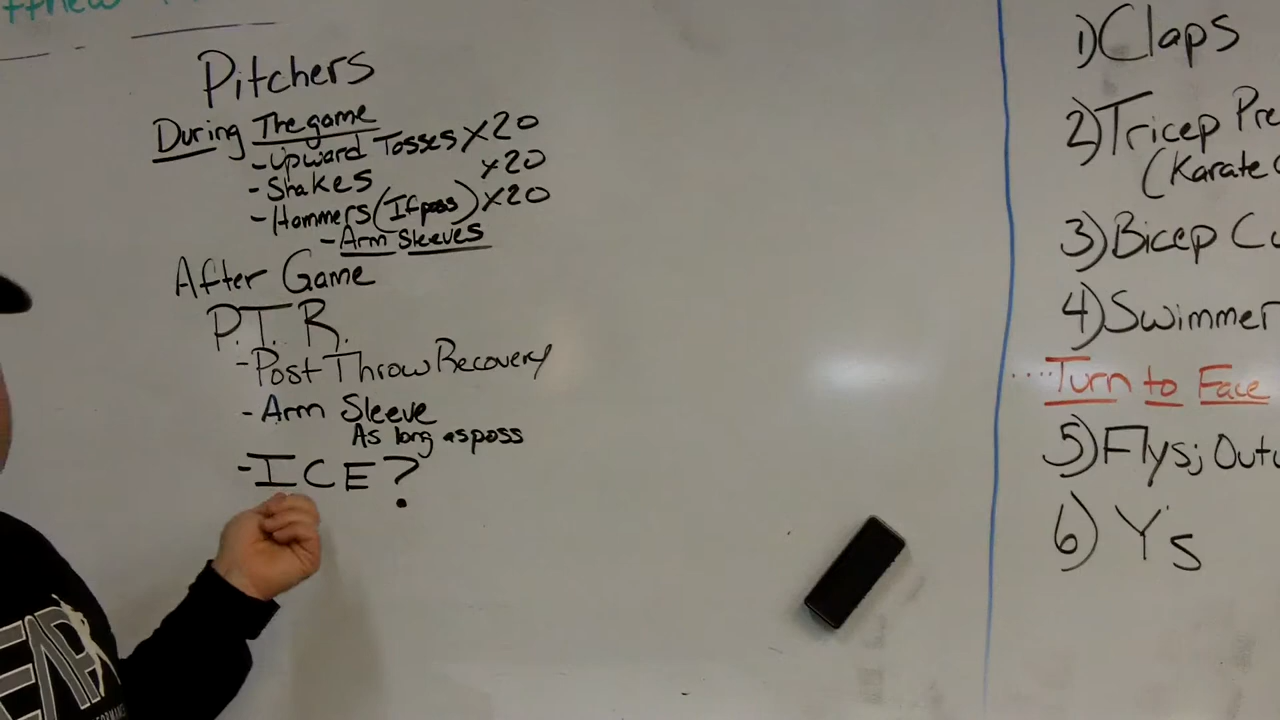 Pitchers
During The game
-Upward Tosses x20
-Shakes x20
-Hammers (If poss) x20
-Arm Sleeves
After Game
P.T.R.
-Post Throw Recovery
-Arm Sleeve
As long as poss
-ICE?
1) Claps
2) Tricep Pre
(Karate
3) Bicep Cu
4) Swimmer
....Turn to Face
5) Flys; Out
6) Y's
EAP